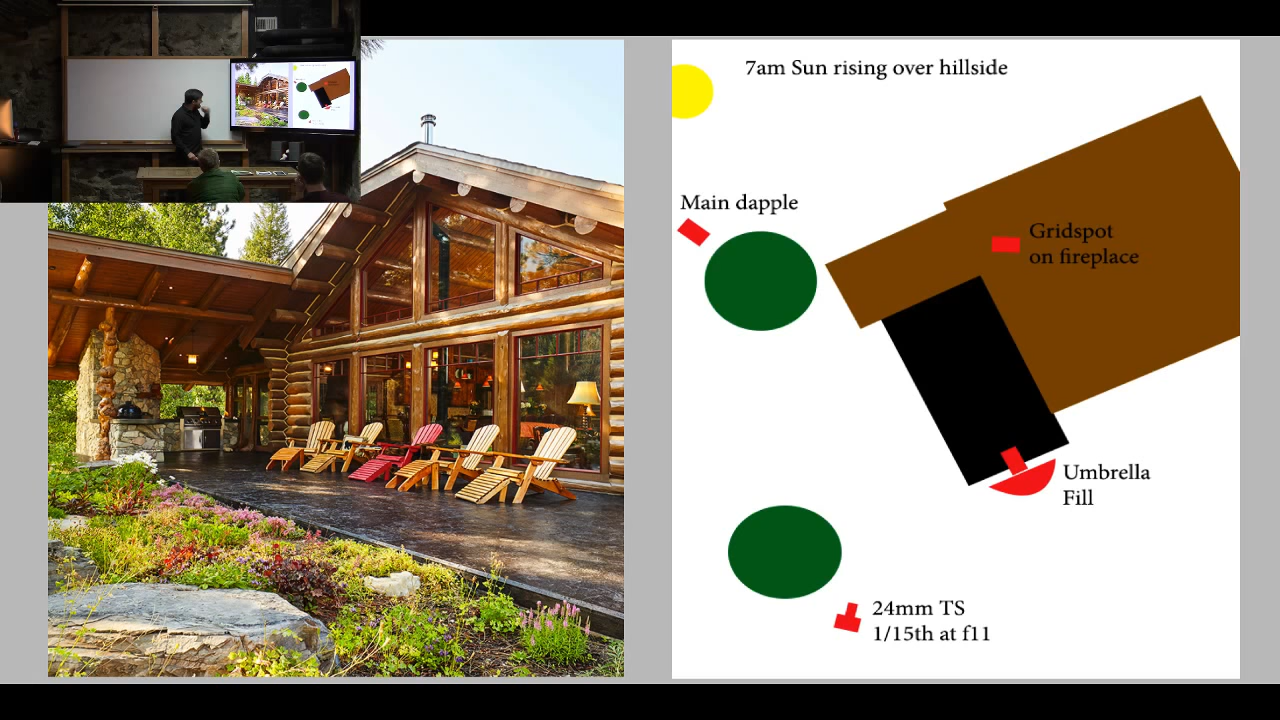 7am Sun rising over hillside
Main dapple
Gridspot
on fireplace
Umbrella
Fill
24mm TS
1/15th at f11